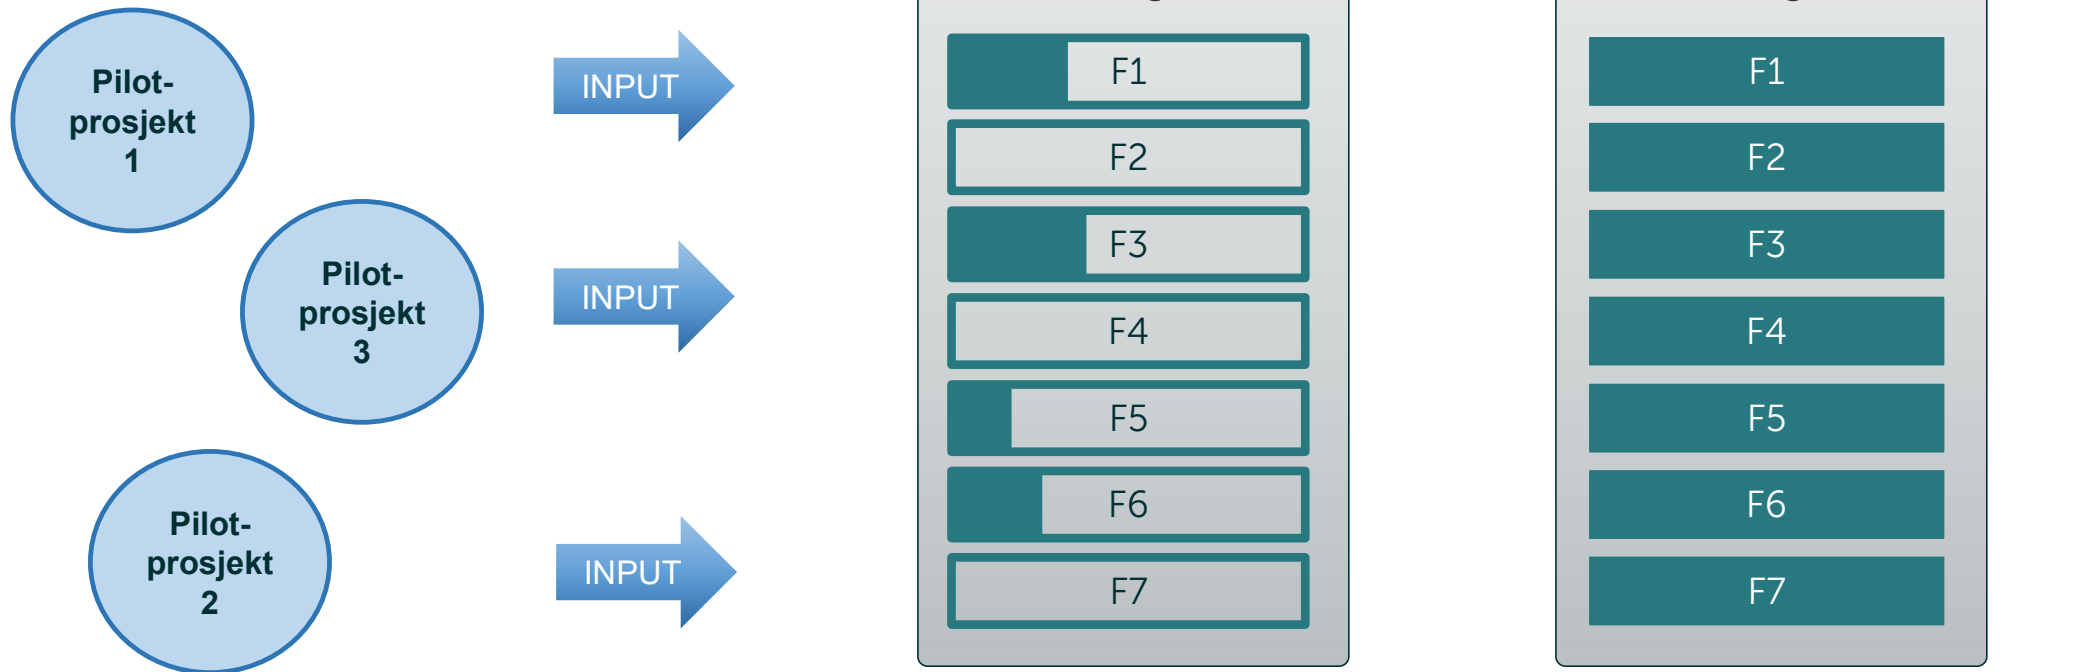 Pilot-
prosjekt
1
Pilot-
prosjekt
3
Pilot-
prosjekt
2
INPUT
INPUT
INPUT
F1
F2
F3
F4
F5
F6
F7
F1
F2
F3
F4
F5
F6
F7